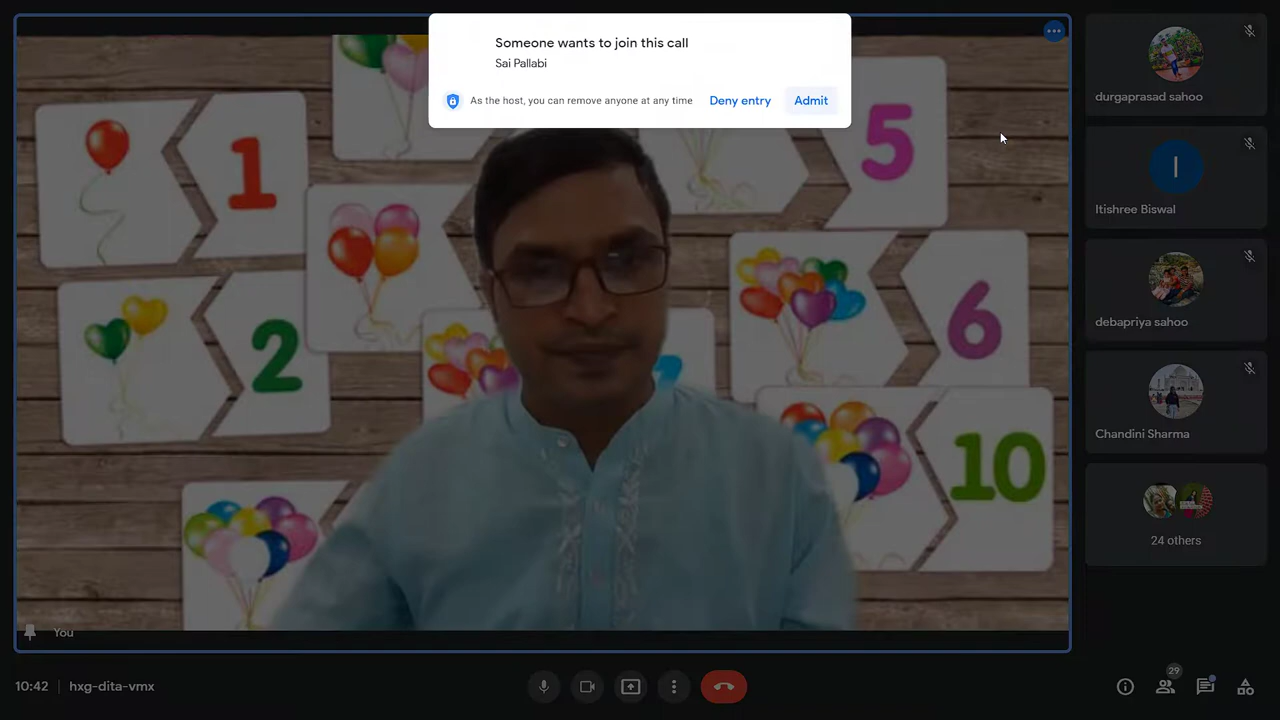 Someone wants to join this call
Sai Pallabi
As the host, you can remove anyone at any time
Deny entry
Admit
1
2
5
6
10
durgaprasad sahoo
I
Itishree Biswal
debapriya sahoo
Chandini Sharma
24 others
You
10:42 | hxg-dita-vmx
29